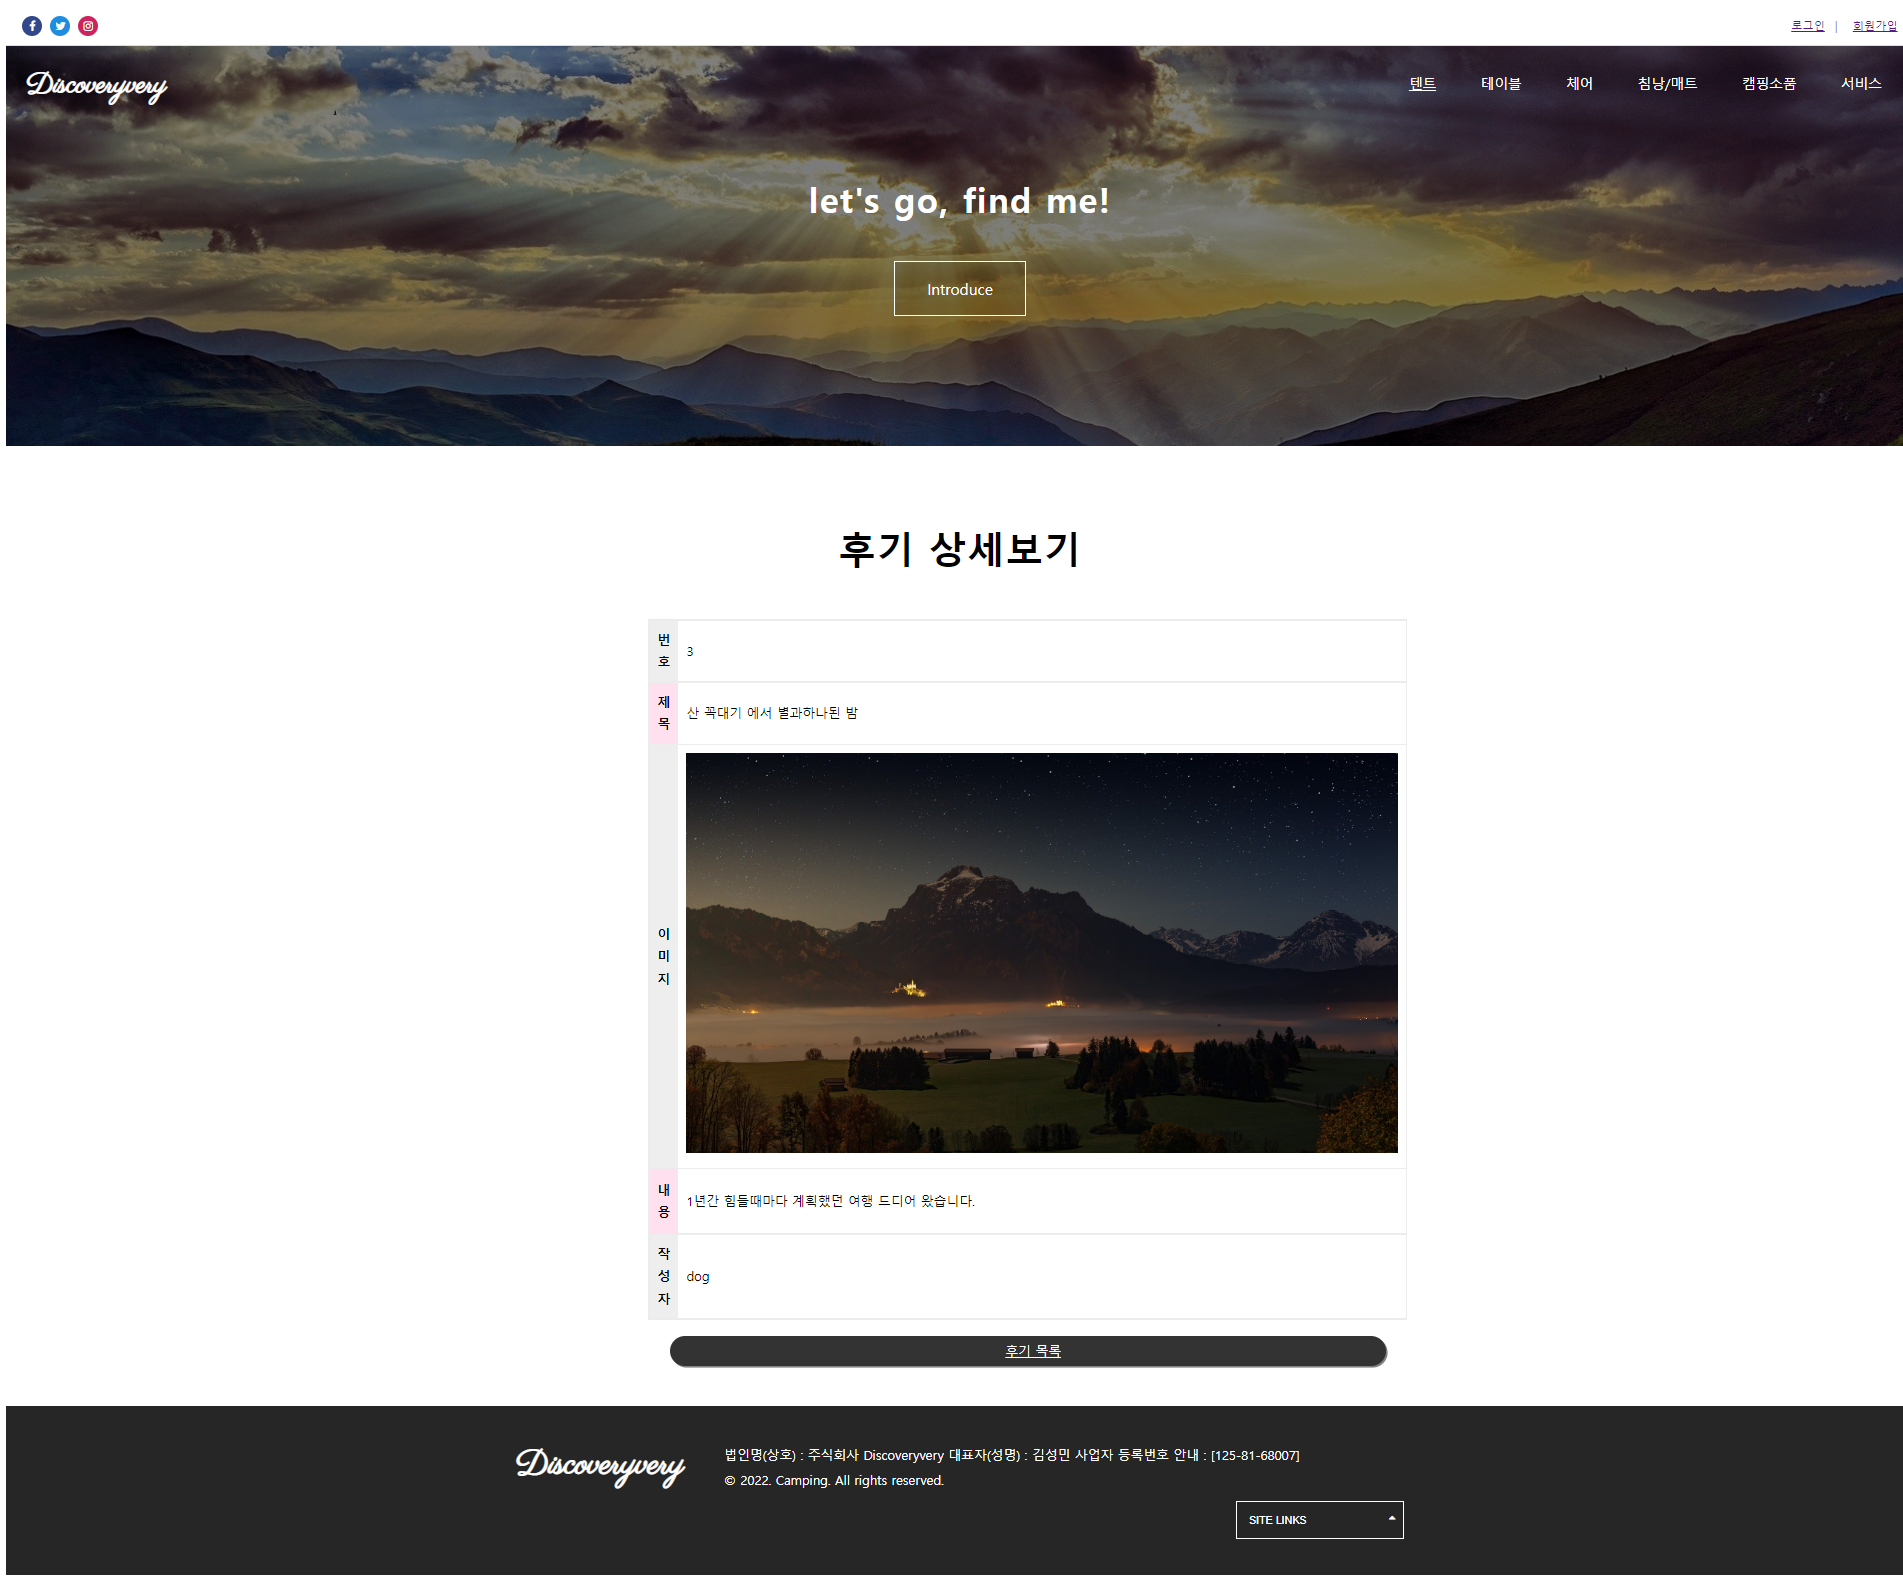 로그인 | 회원가입
Discoveryvery
텐트 테이블 체어 침낭/매트 캠핑소품 서비스
let's go, find me!
Introduce
후기 상세보기
번호 3
제목 산 꼭대기 에서 별과하나된 밤
이미지
내용 1년간 힘들때마다 계획했던 여행 드디어 왔습니다.
작성자 dog
후기 목록
Discoveryvery
법인명(상호) : 주식회사 Discoveryvery 대표자(성명) : 김성민 사업자 등록번호 안내 : [125-81-68007]
© 2022. Camping. All rights reserved.
SITE LINKS